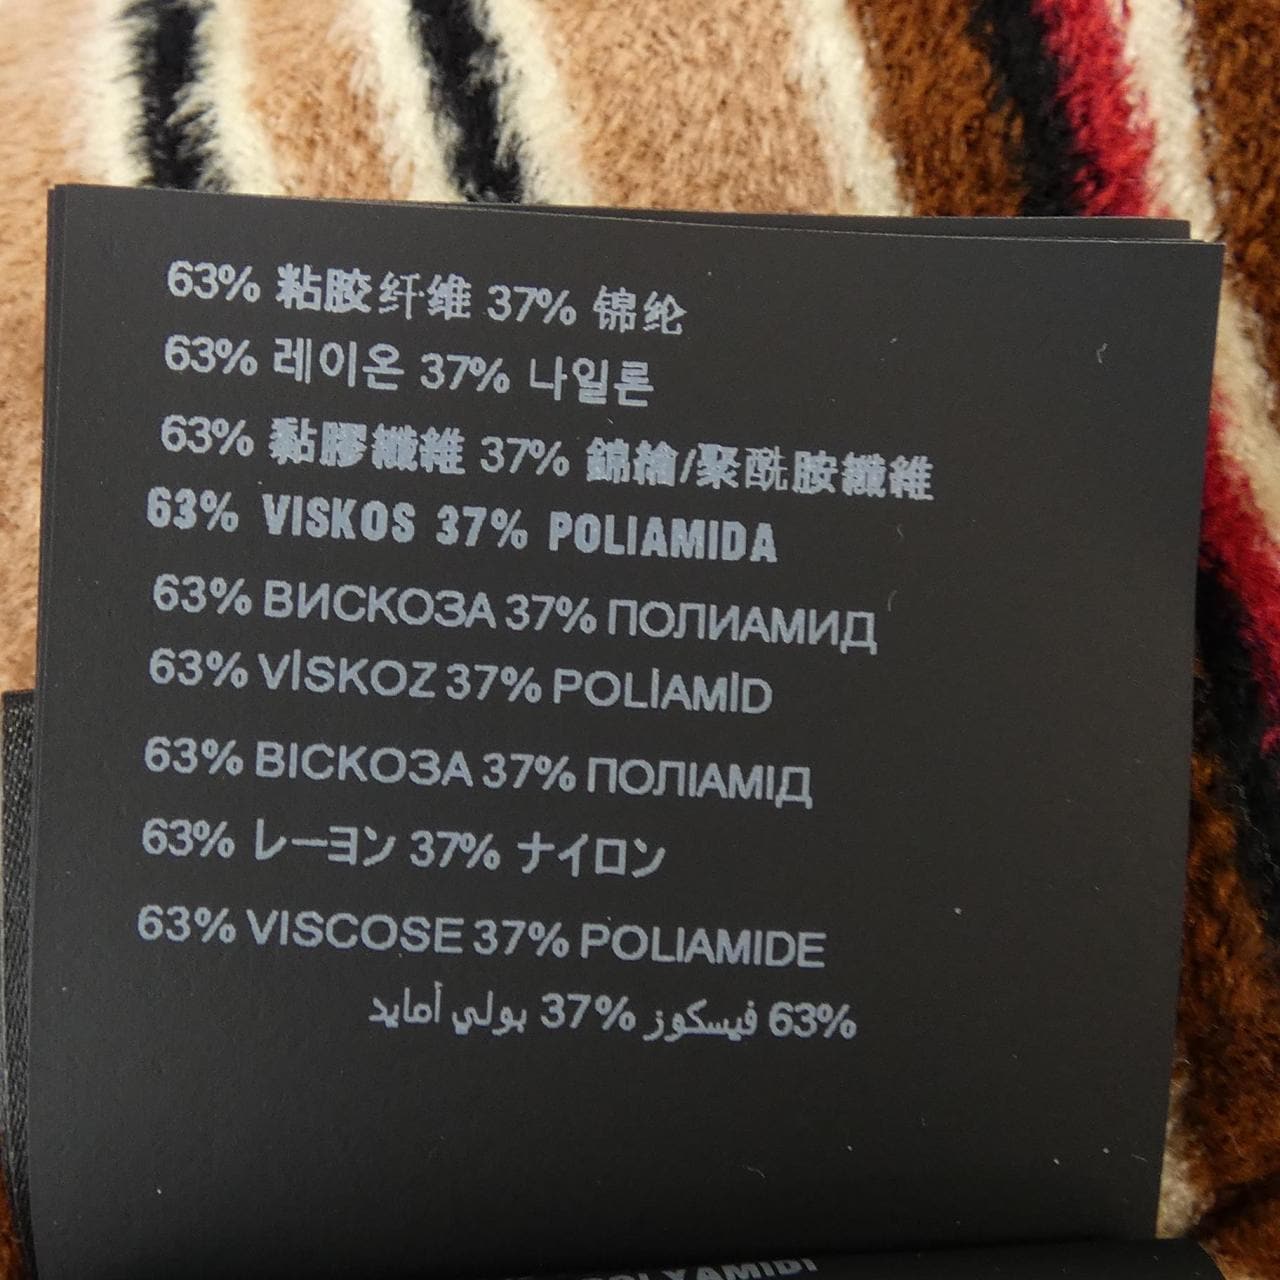 63% 粘胶纤维 37% 锦纶
63% 레이온 37% 나일론
63% 黏膠纖維 37% 錦橣/聚酰胺纖維
63% VISKOS 37% POLIAMIDA
63% ВИСКОЗА 37% ПОЛИАМИД
63% VİSKOZ 37% POLİAMİD
63% ВІСКОЗА 37% ПОЛІАМІД
63% レーヨン 37% ナイロン
63% VISCOSE 37% POLIAMIDE
63% فيسكوز 37% بولي أمايد
POLYAMIDI